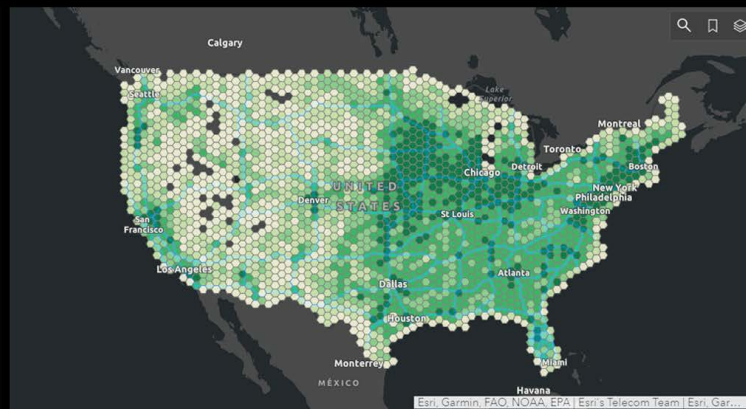 Calgary
Vancouver
Seattle
Lake
Superior
Montreal
Toronto
Detroit
Boston
Chicago
UNITED
STATES
New York
Philadelphia
Denver
St Louis
Washington
San
Francisco
Los Angeles
Atlanta
Dallas
Houston
Monterrey
Miami
MÉXICO
Havana
Esri, Garmin, FAO, NOAA, EPA | Esri's Telecom Team | Esri, Gar...